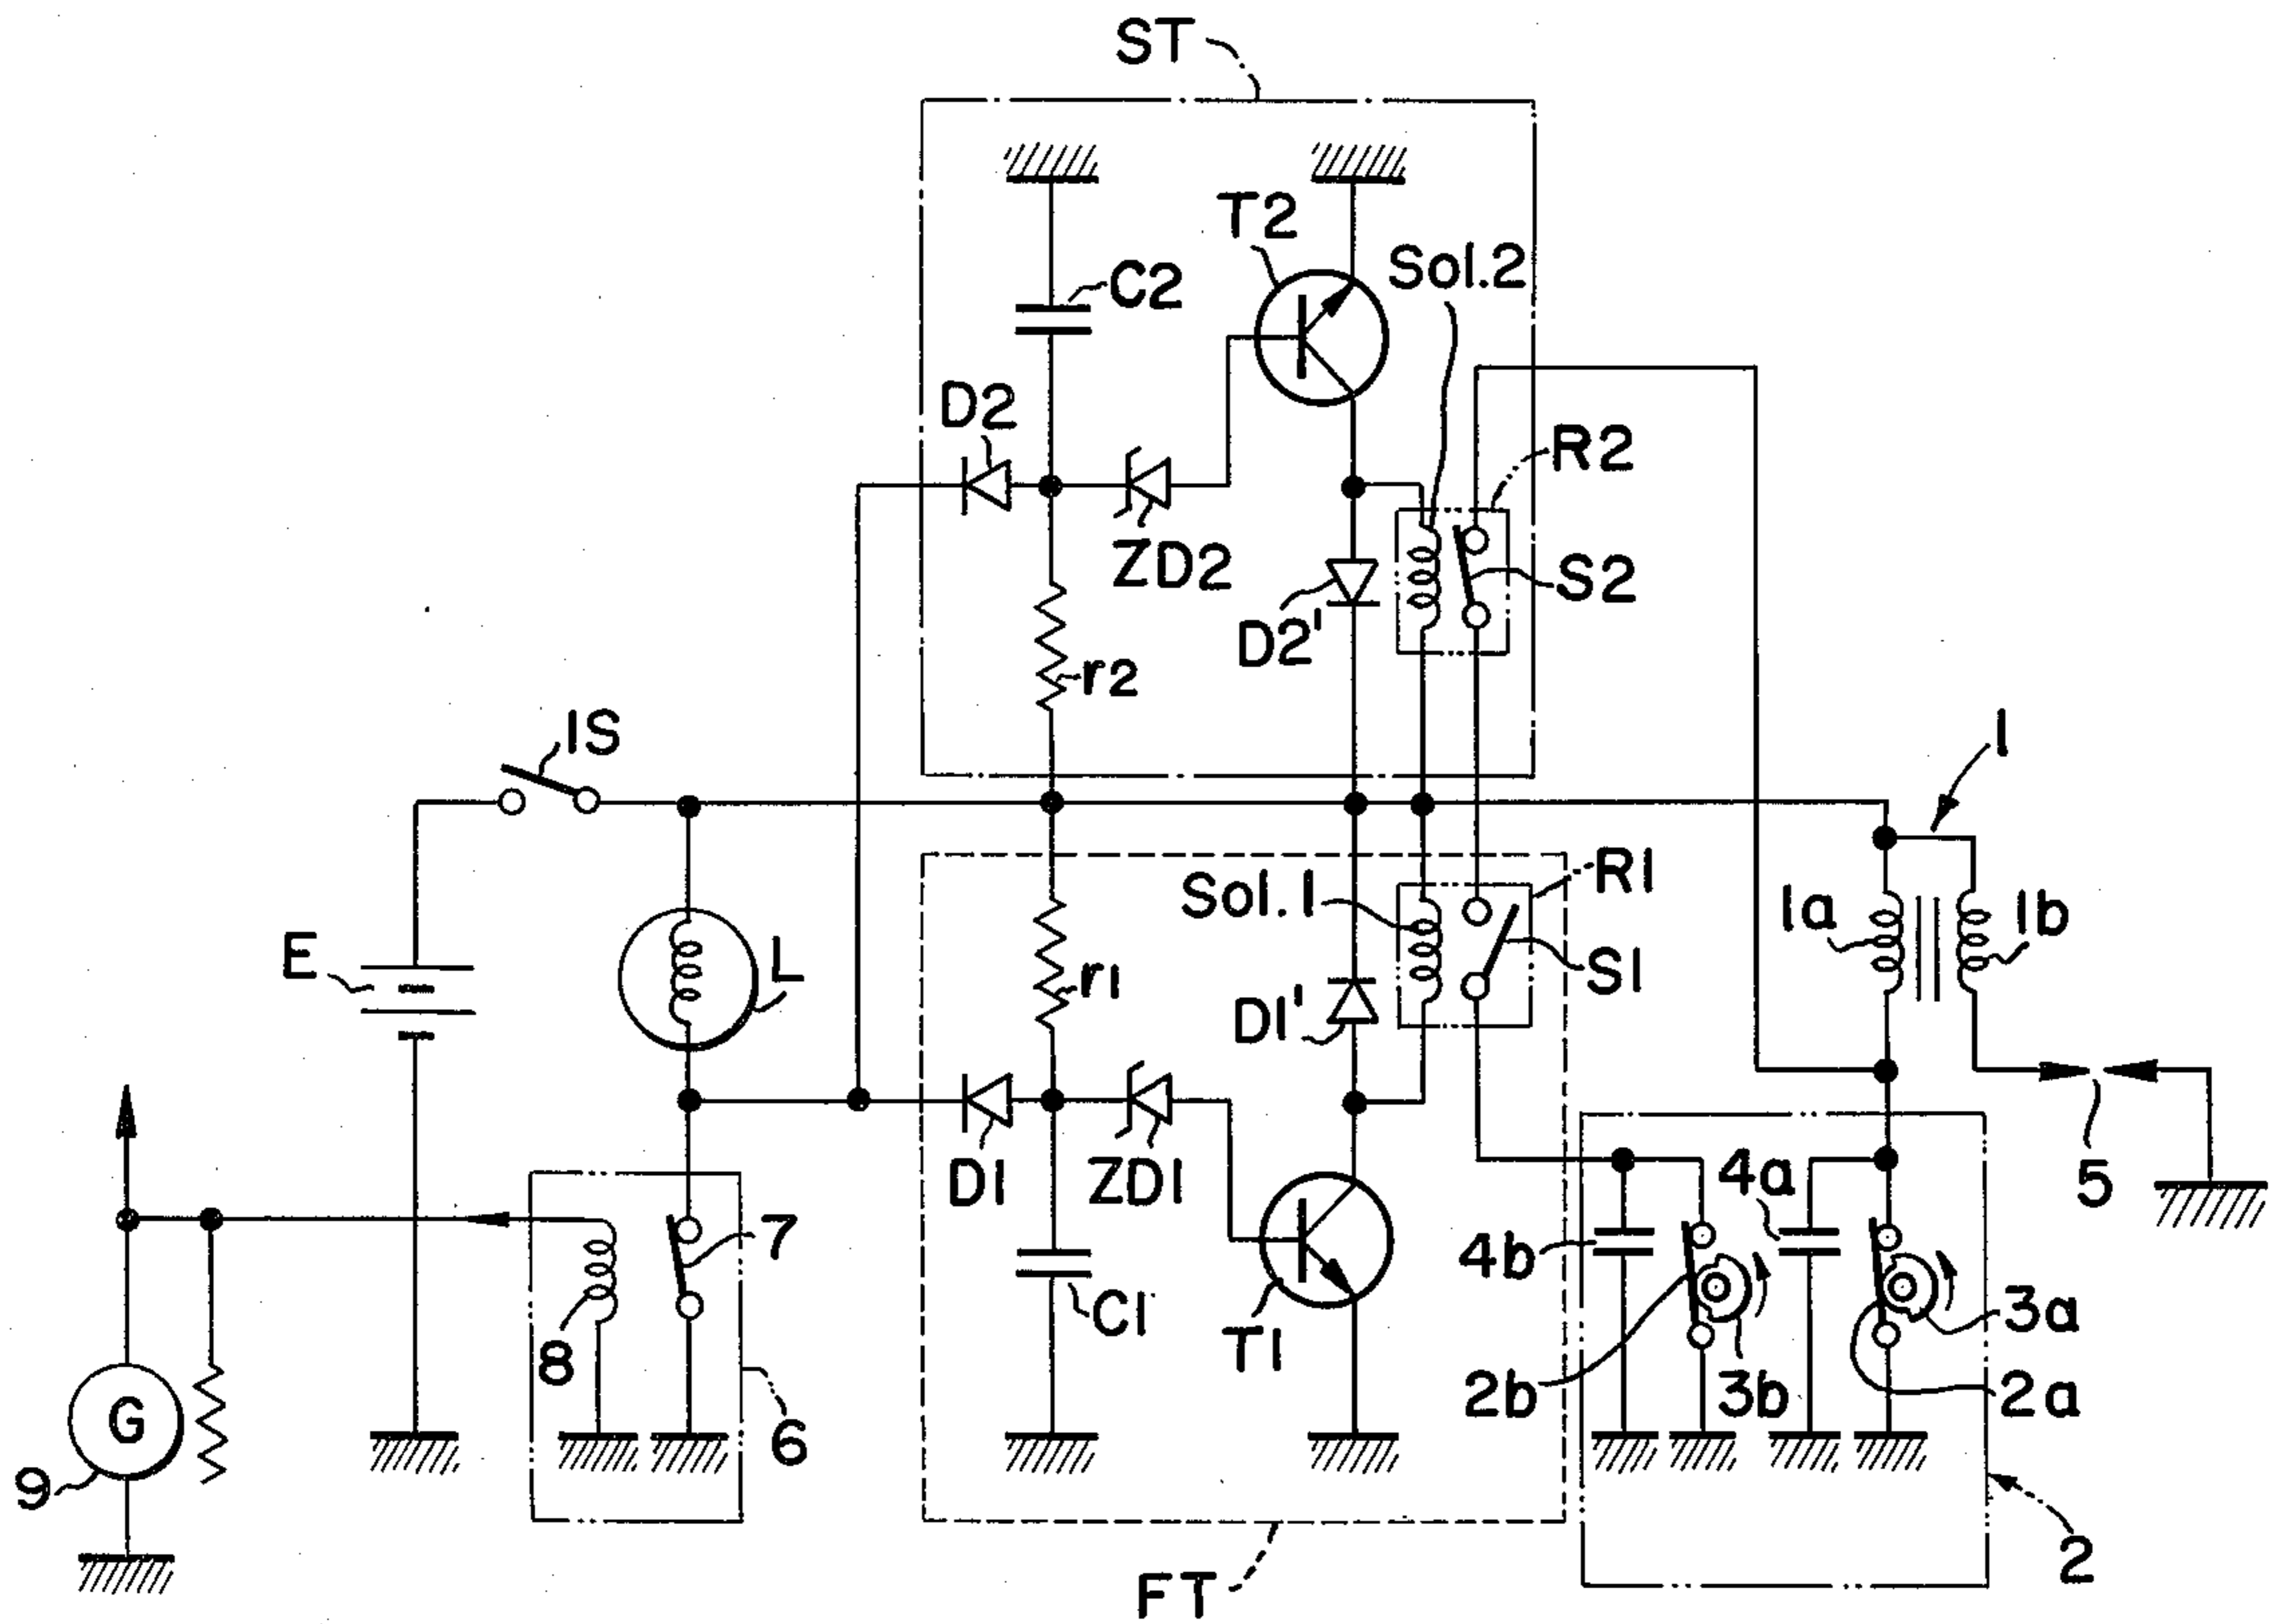 ST
T2
Sol.2
C2
D2
R2
ZD2
S2
D2'
r2
IS
1
Sol.1
R1
1a
1b
E
L
r1
S1
D1'
D1
ZD1
4a
5
7
4b
C1
3a
8
T1
2b
3b
2a
G
6
9
2
FT